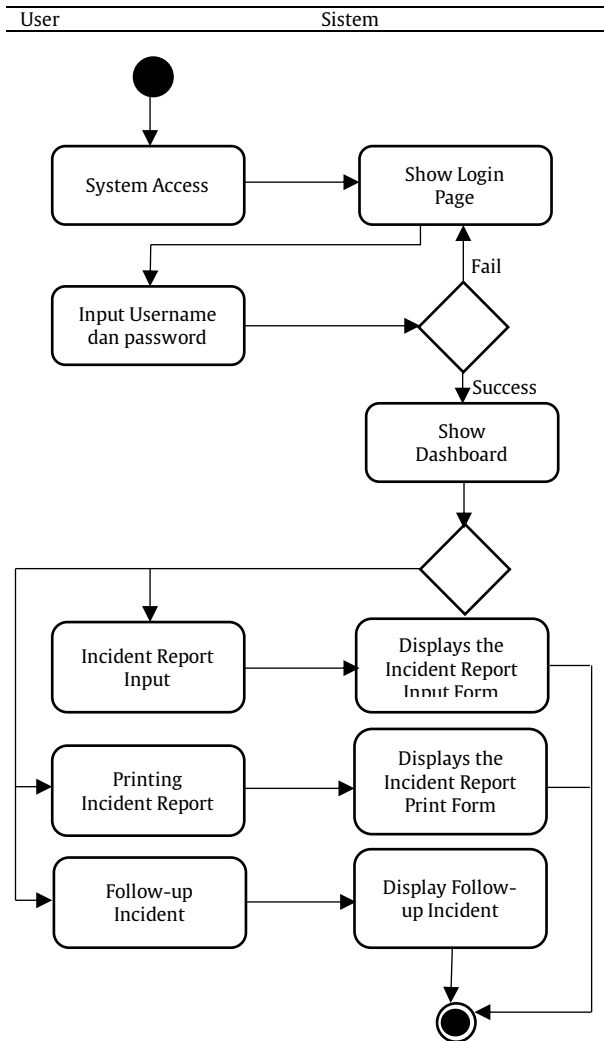 User
Sistem
System Access
Show Login
Page
Fail
Input Username
dan password
Success
Show
Dashboard
Incident Report
Input
Displays the
Incident Report
Input Form
Printing
Incident Report
Displays the
Incident Report
Print Form
Follow-up
Incident
Display Follow-
up Incident